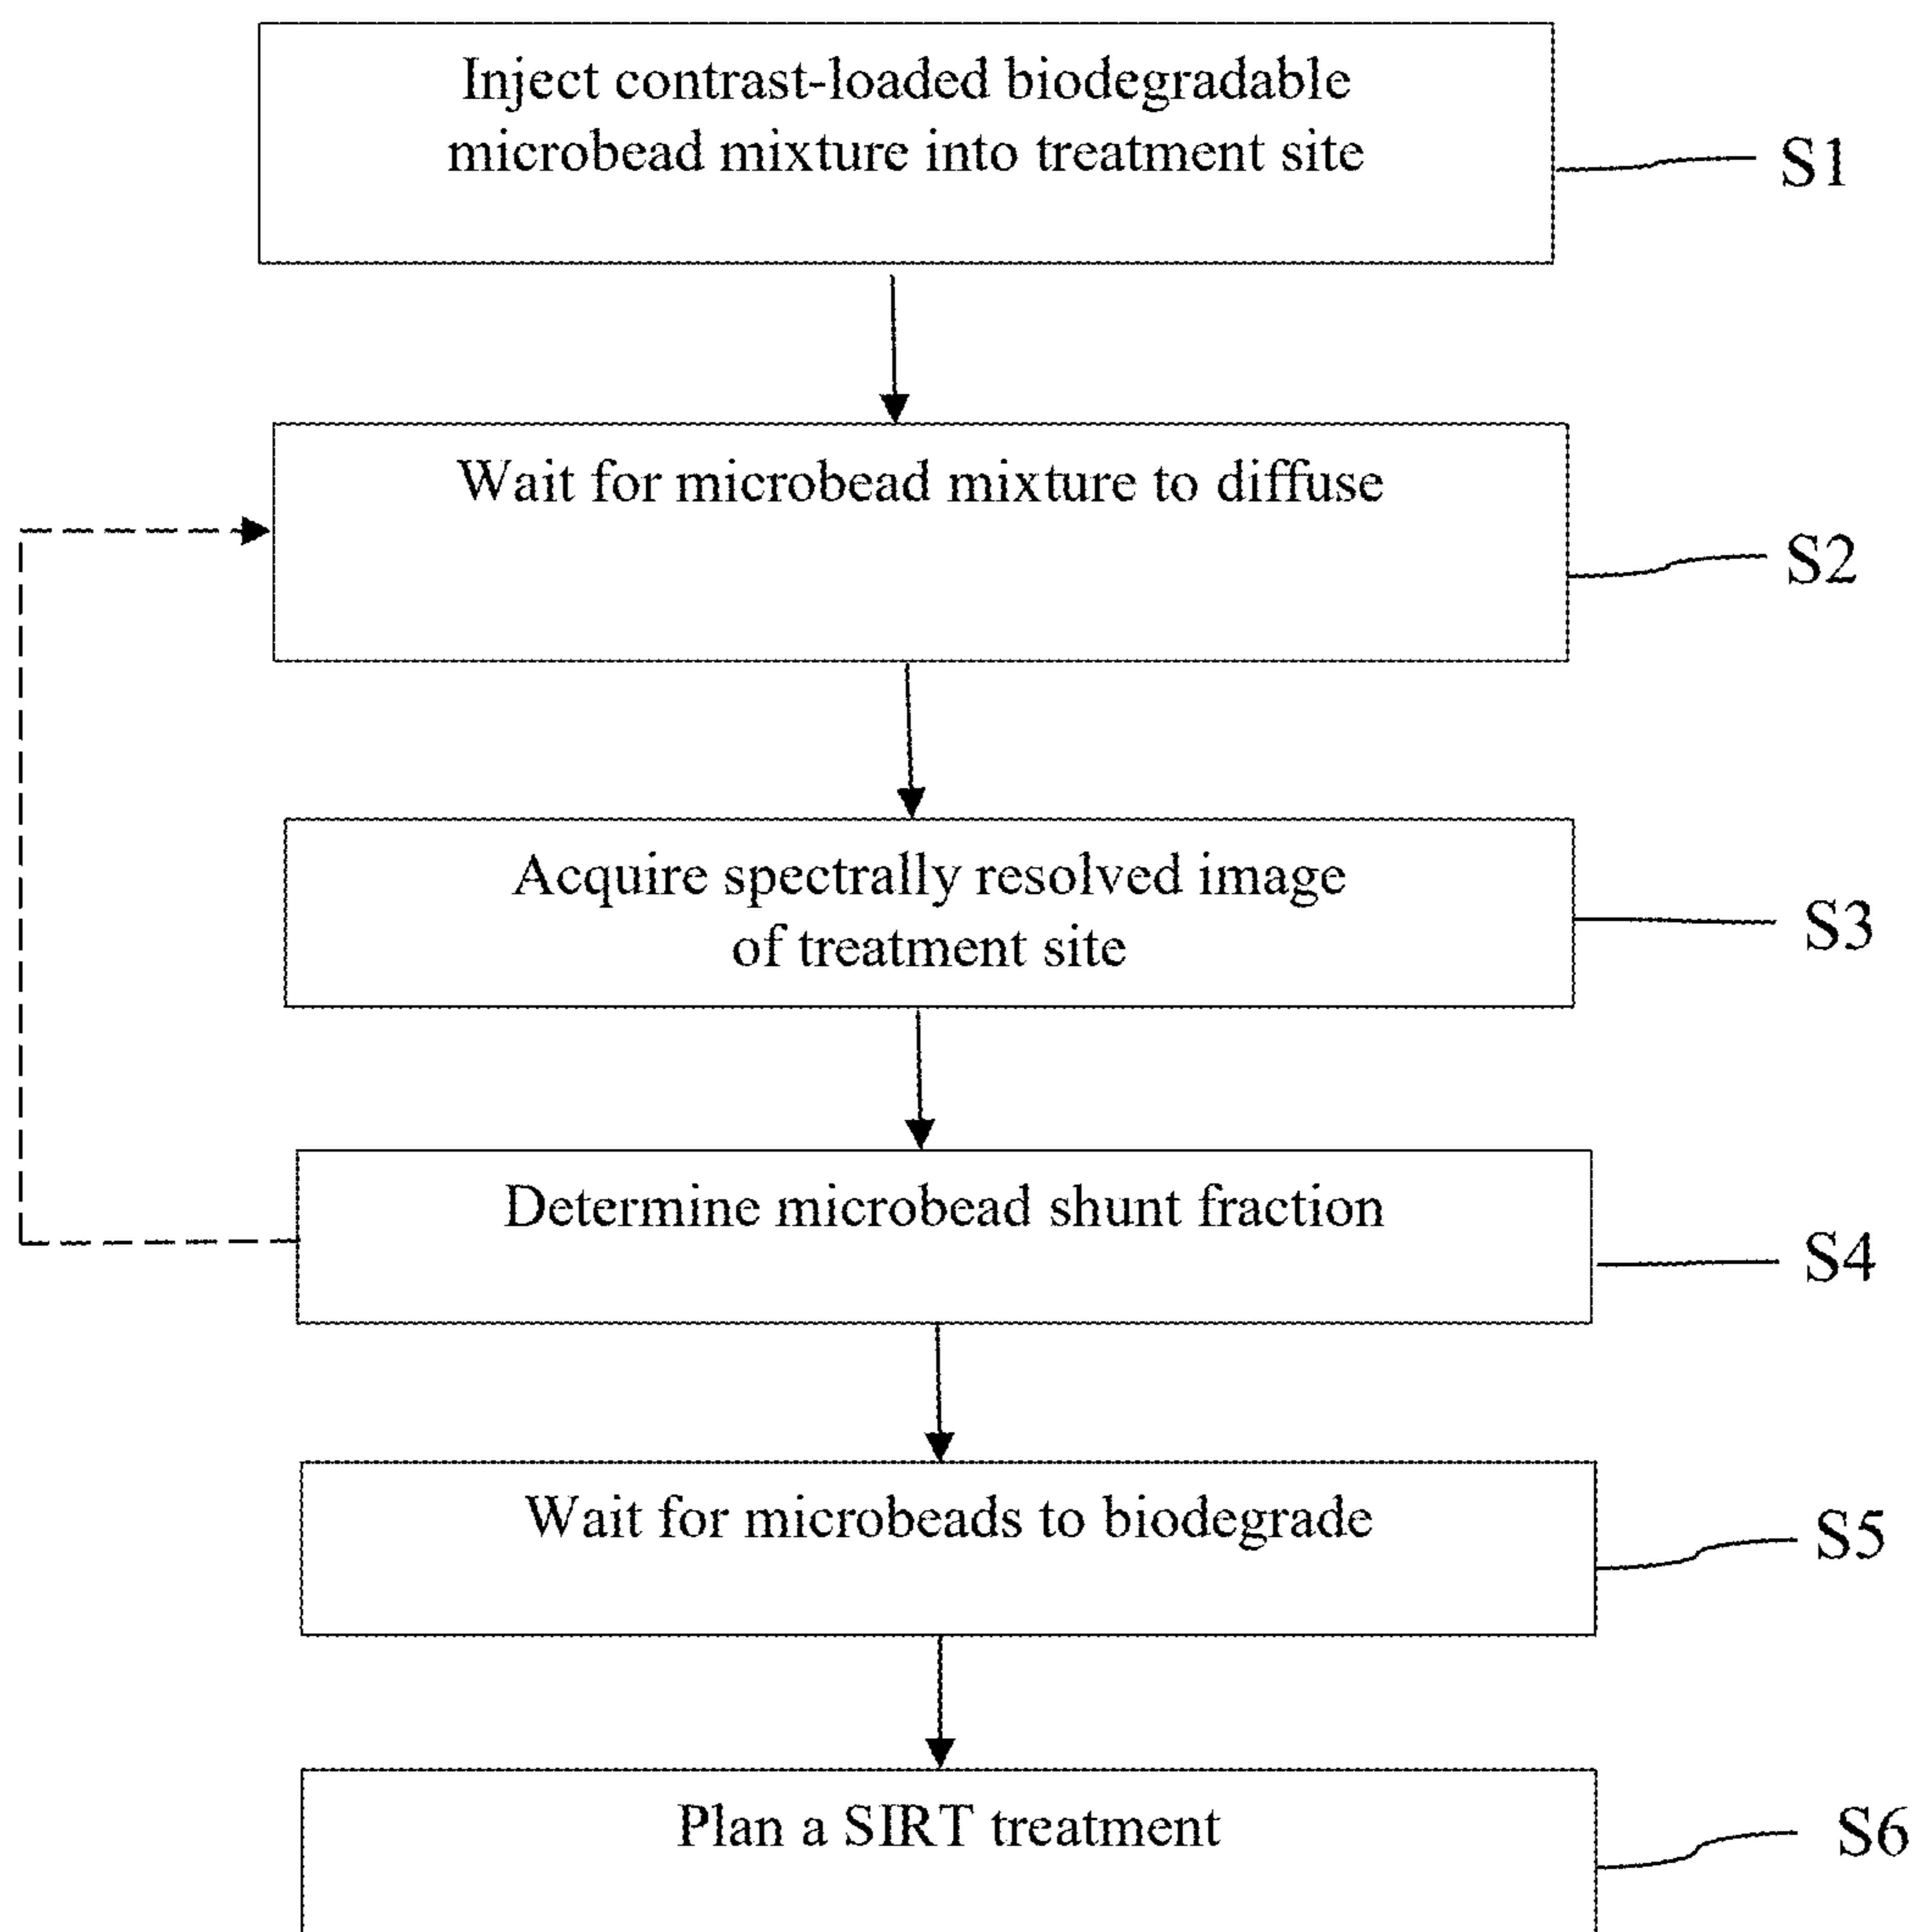 Inject contrast-loaded biodegradable
microbead mixture into treatment site
S1
Wait for microbead mixture to diffuse
S2
Acquire spectrally resolved image
of treatment site
S3
Determine microbead shunt fraction
S4
Wait for microbeads to biodegrade
S5
Plan a SIRT treatment
S6